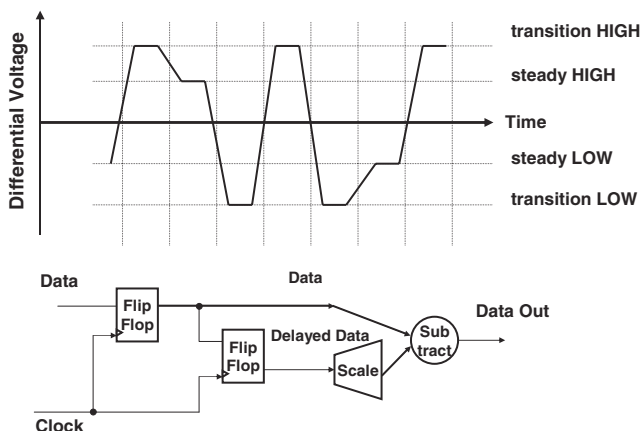 Differential Voltage
transition HIGH
steady HIGH
Time
steady LOW
transition LOW
Data
Flip
Flop
Data
Delayed Data
Flip
Flop
Scale
Sub
tract
Data Out
Clock